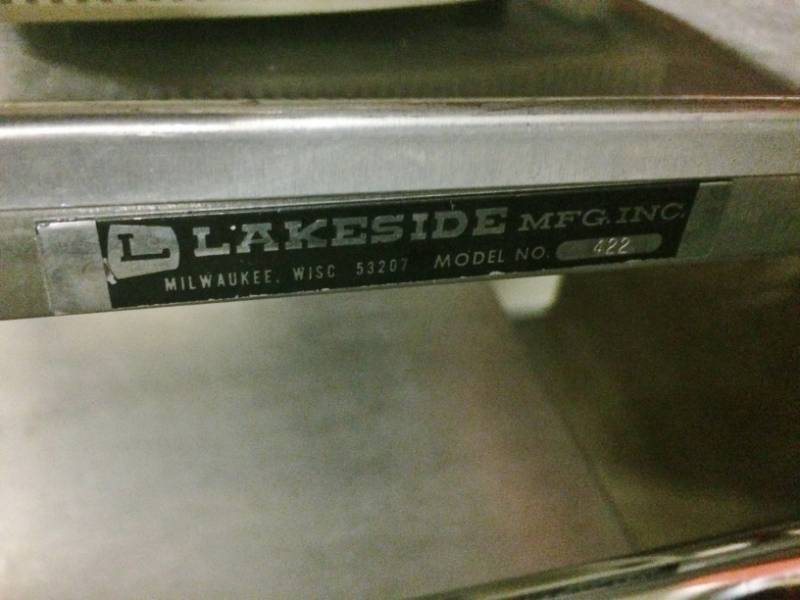 L LAKESIDE MFG. INC.
MILWAUKEE, WISC 53207 MODEL NO. 422